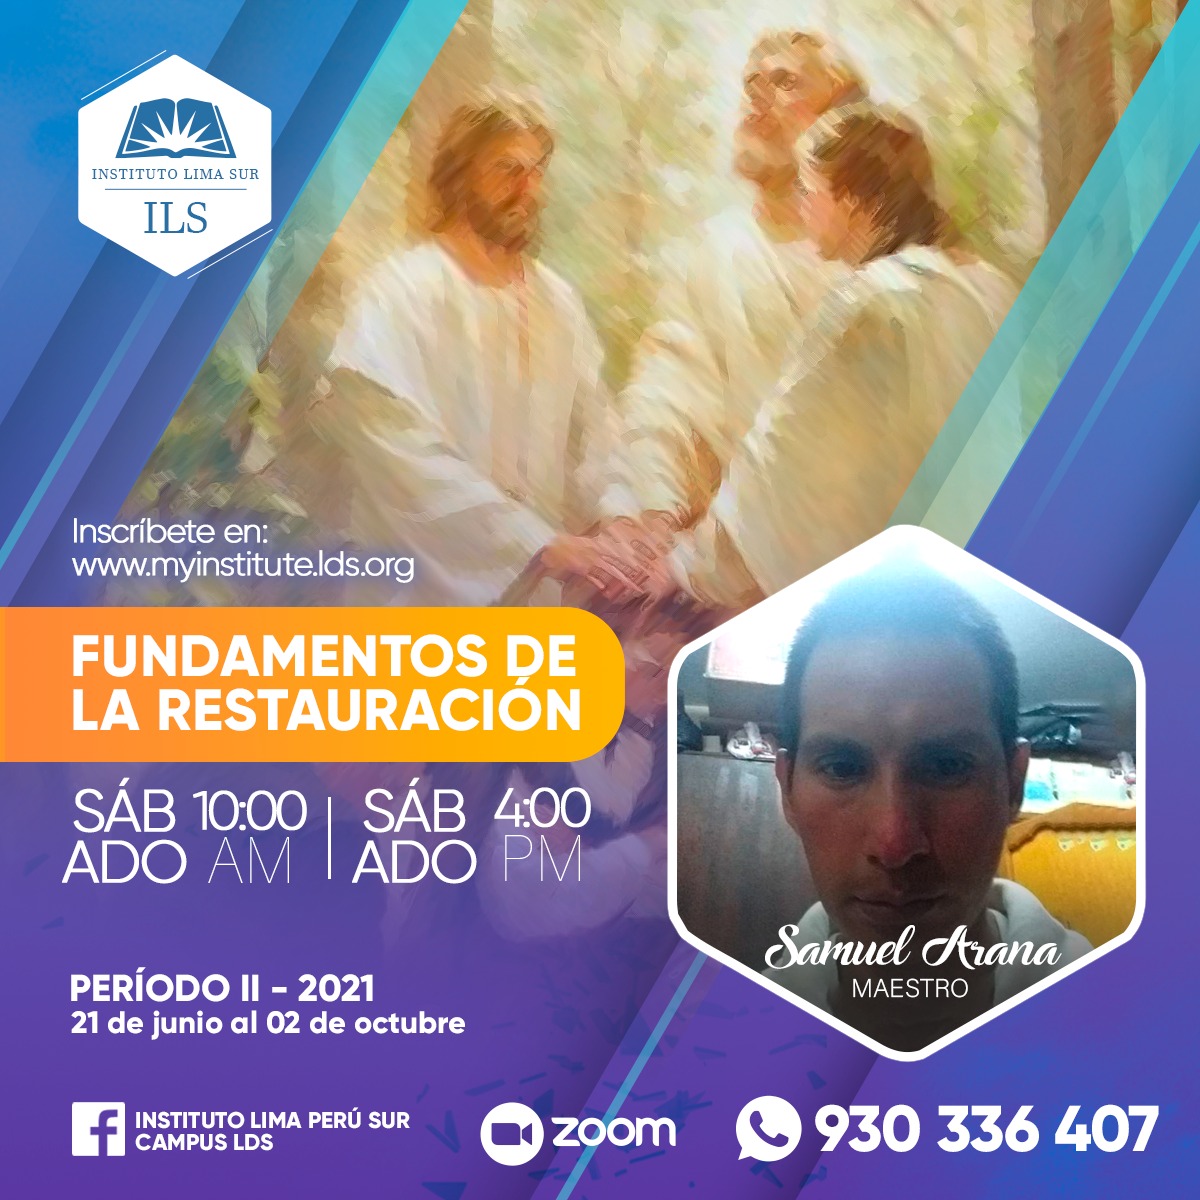 INSTITUTO LIMA SUR
ILS
Inscríbete en:
www.myinstitute.lds.org
FUNDAMENTOS DE
LA RESTAURACIÓN
SÁB 10:00 | SÁB 4:00
ADO AM | ADO PM
Samuel Arana
MAESTRO
PERÍODO II - 2021
21 de junio al 02 de octubre
INSTITUTO LIMA PERÚ SUR
CAMPUS LDS
zoom
930 336 407